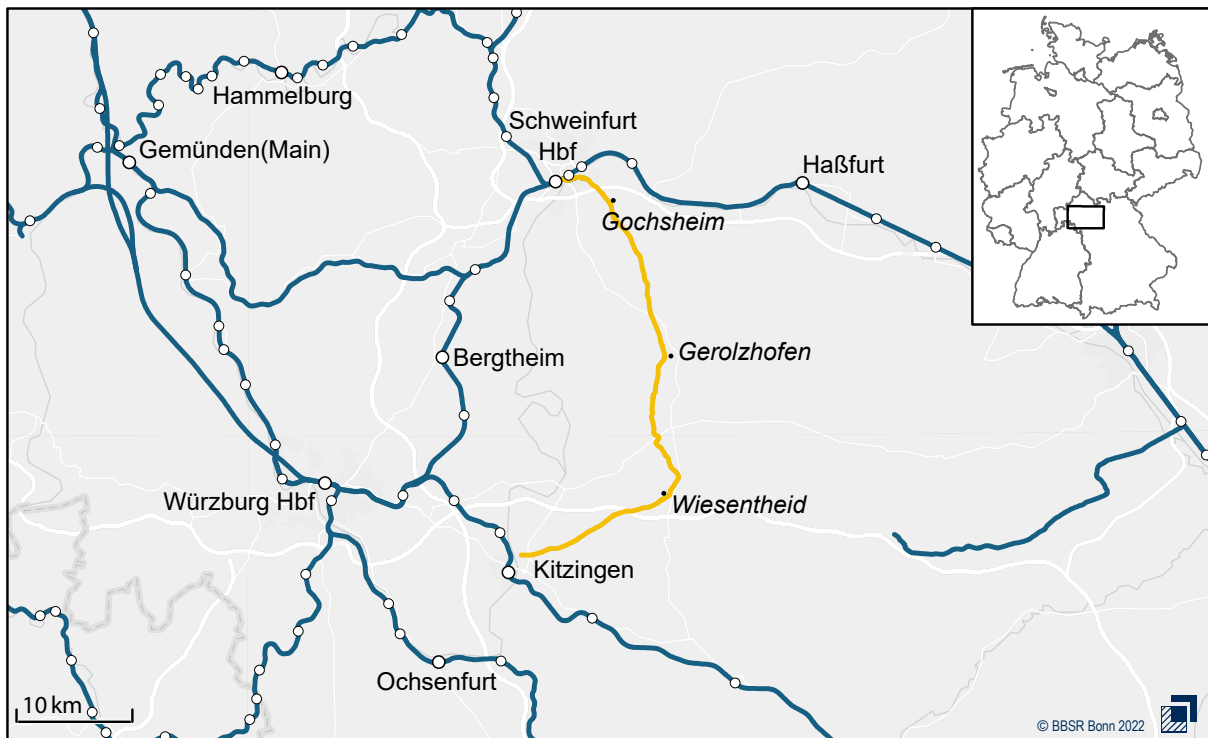 Hammelburg
Schweinfurt
Hbf
Gemünden(Main)
Haßfurt
Gochsheim
Bergtheim
Gerolzhofen
Würzburg Hbf
Wiesentheid
Kitzingen
Ochsenfurt
10 km
© BBSR Bonn 2022